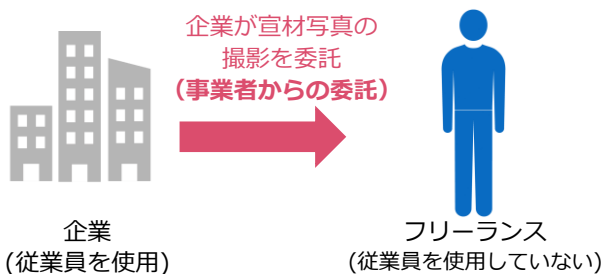 企業が宣材写真の
撮影を委託
（事業者からの委託）
企業
(従業員を使用)
フリーランス
(従業員を使用していない)